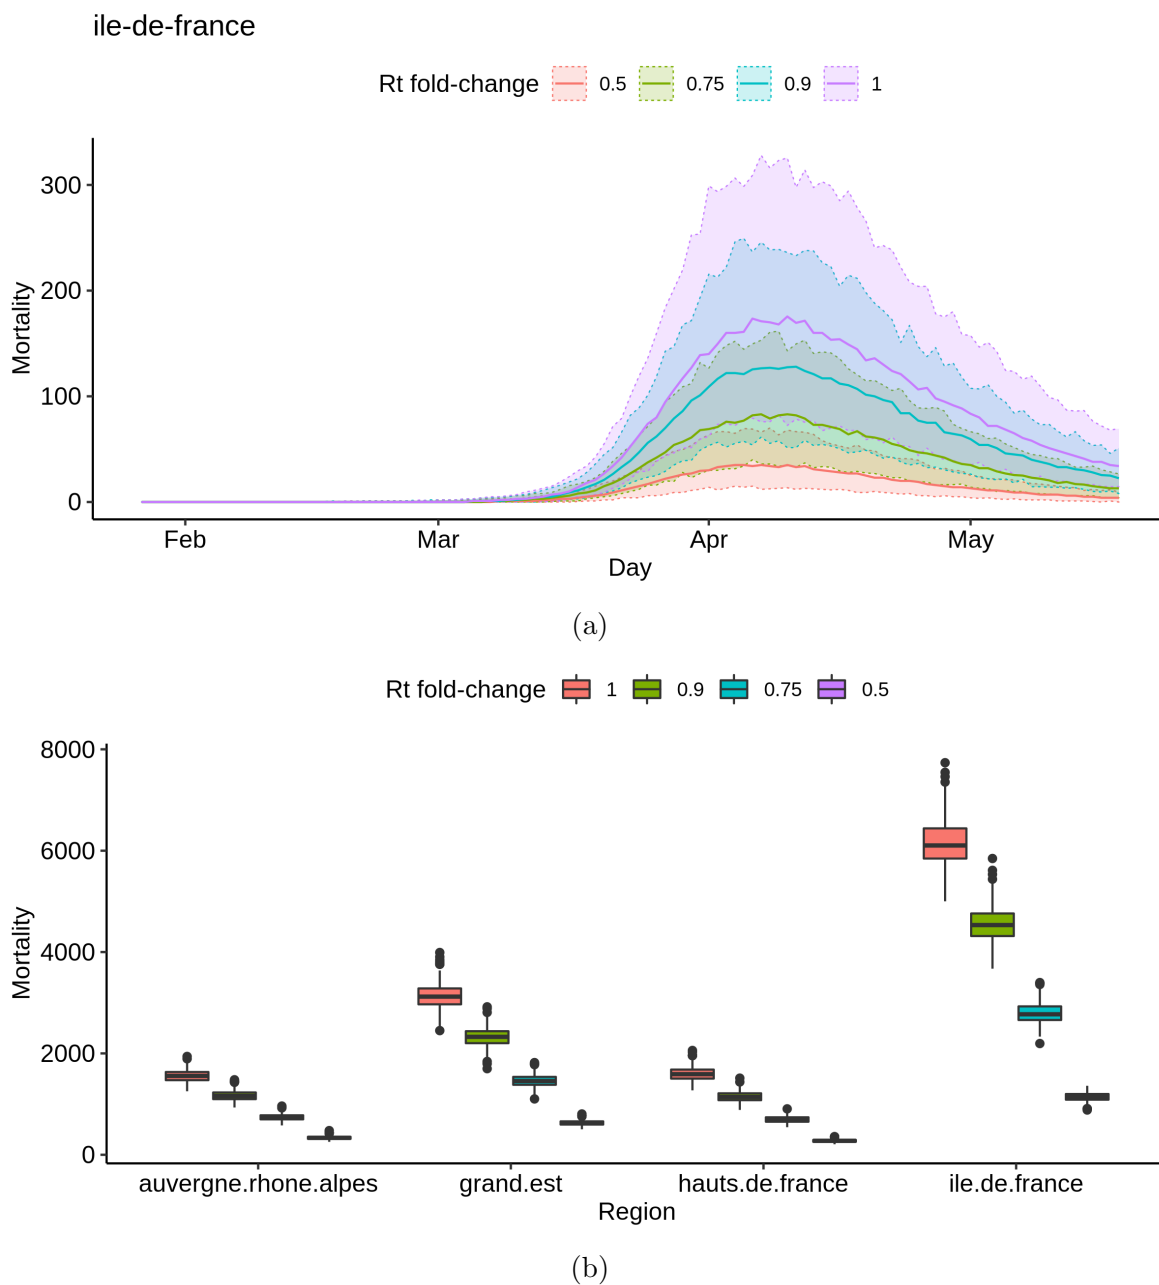 ile-de-france
Rt fold-change 0.5 0.75 0.9 1
300
200
100
0
Mortality
Feb Mar Apr May
Day
(a)
Rt fold-change 1 0.9 0.75 0.5
8000
6000
4000
2000
0
Mortality
auvergne.rhone.alpes grand.est hauts.de.france ile.de.france
Region
(b)